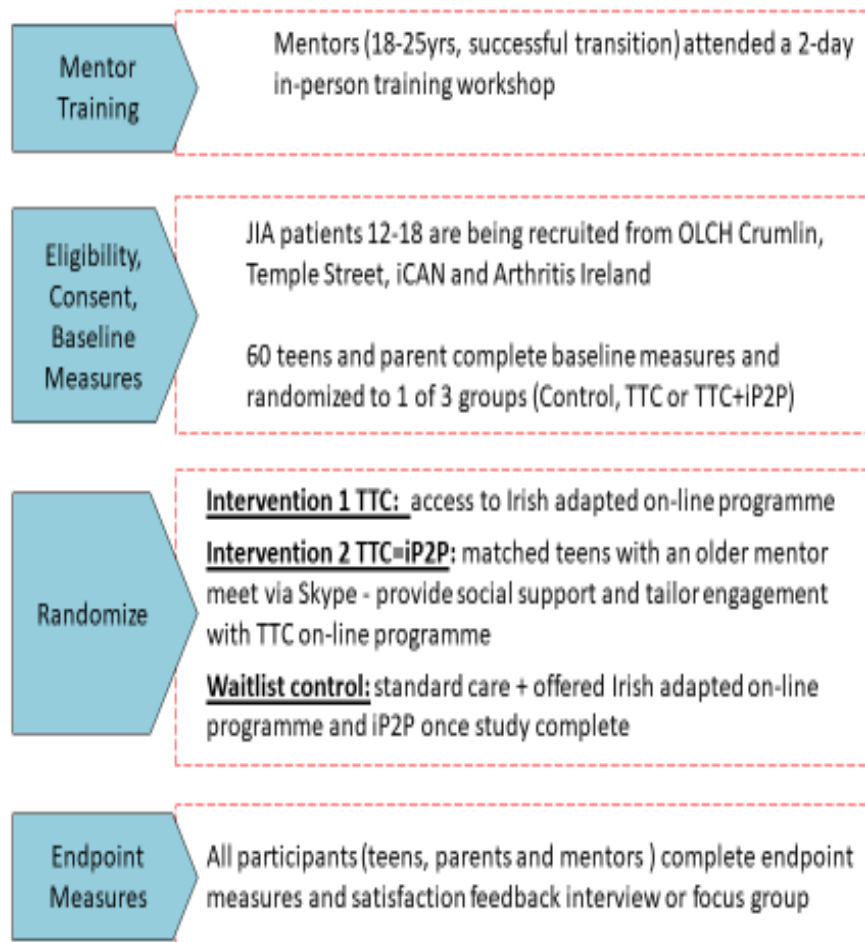 Mentor
Training
Mentors (18-25yrs, successful transition) attended a 2-day
in-person training workshop
Eligibility,
Consent,
Baseline
Measures
JIA patients 12-18 are being recruited from OLCH Crumlin,
Temple Street, iCAN and Arthritis Ireland
60 teens and parent complete baseline measures and
randomized to 1 of 3 groups (Control, TTC or TTC+iP2P)
Randomize
Intervention 1 TTC: access to Irish adapted on-line programme
Intervention 2 TTC=iP2P: matched teens with an older mentor
meet via Skype - provide social support and tailor engagement
with TTC on-line programme
Waitlist control: standard care + offered Irish adapted on-line
programme and iP2P once study complete
Endpoint
Measures
All participants (teens, parents and mentors ) complete endpoint
measures and satisfaction feedback interview or focus group